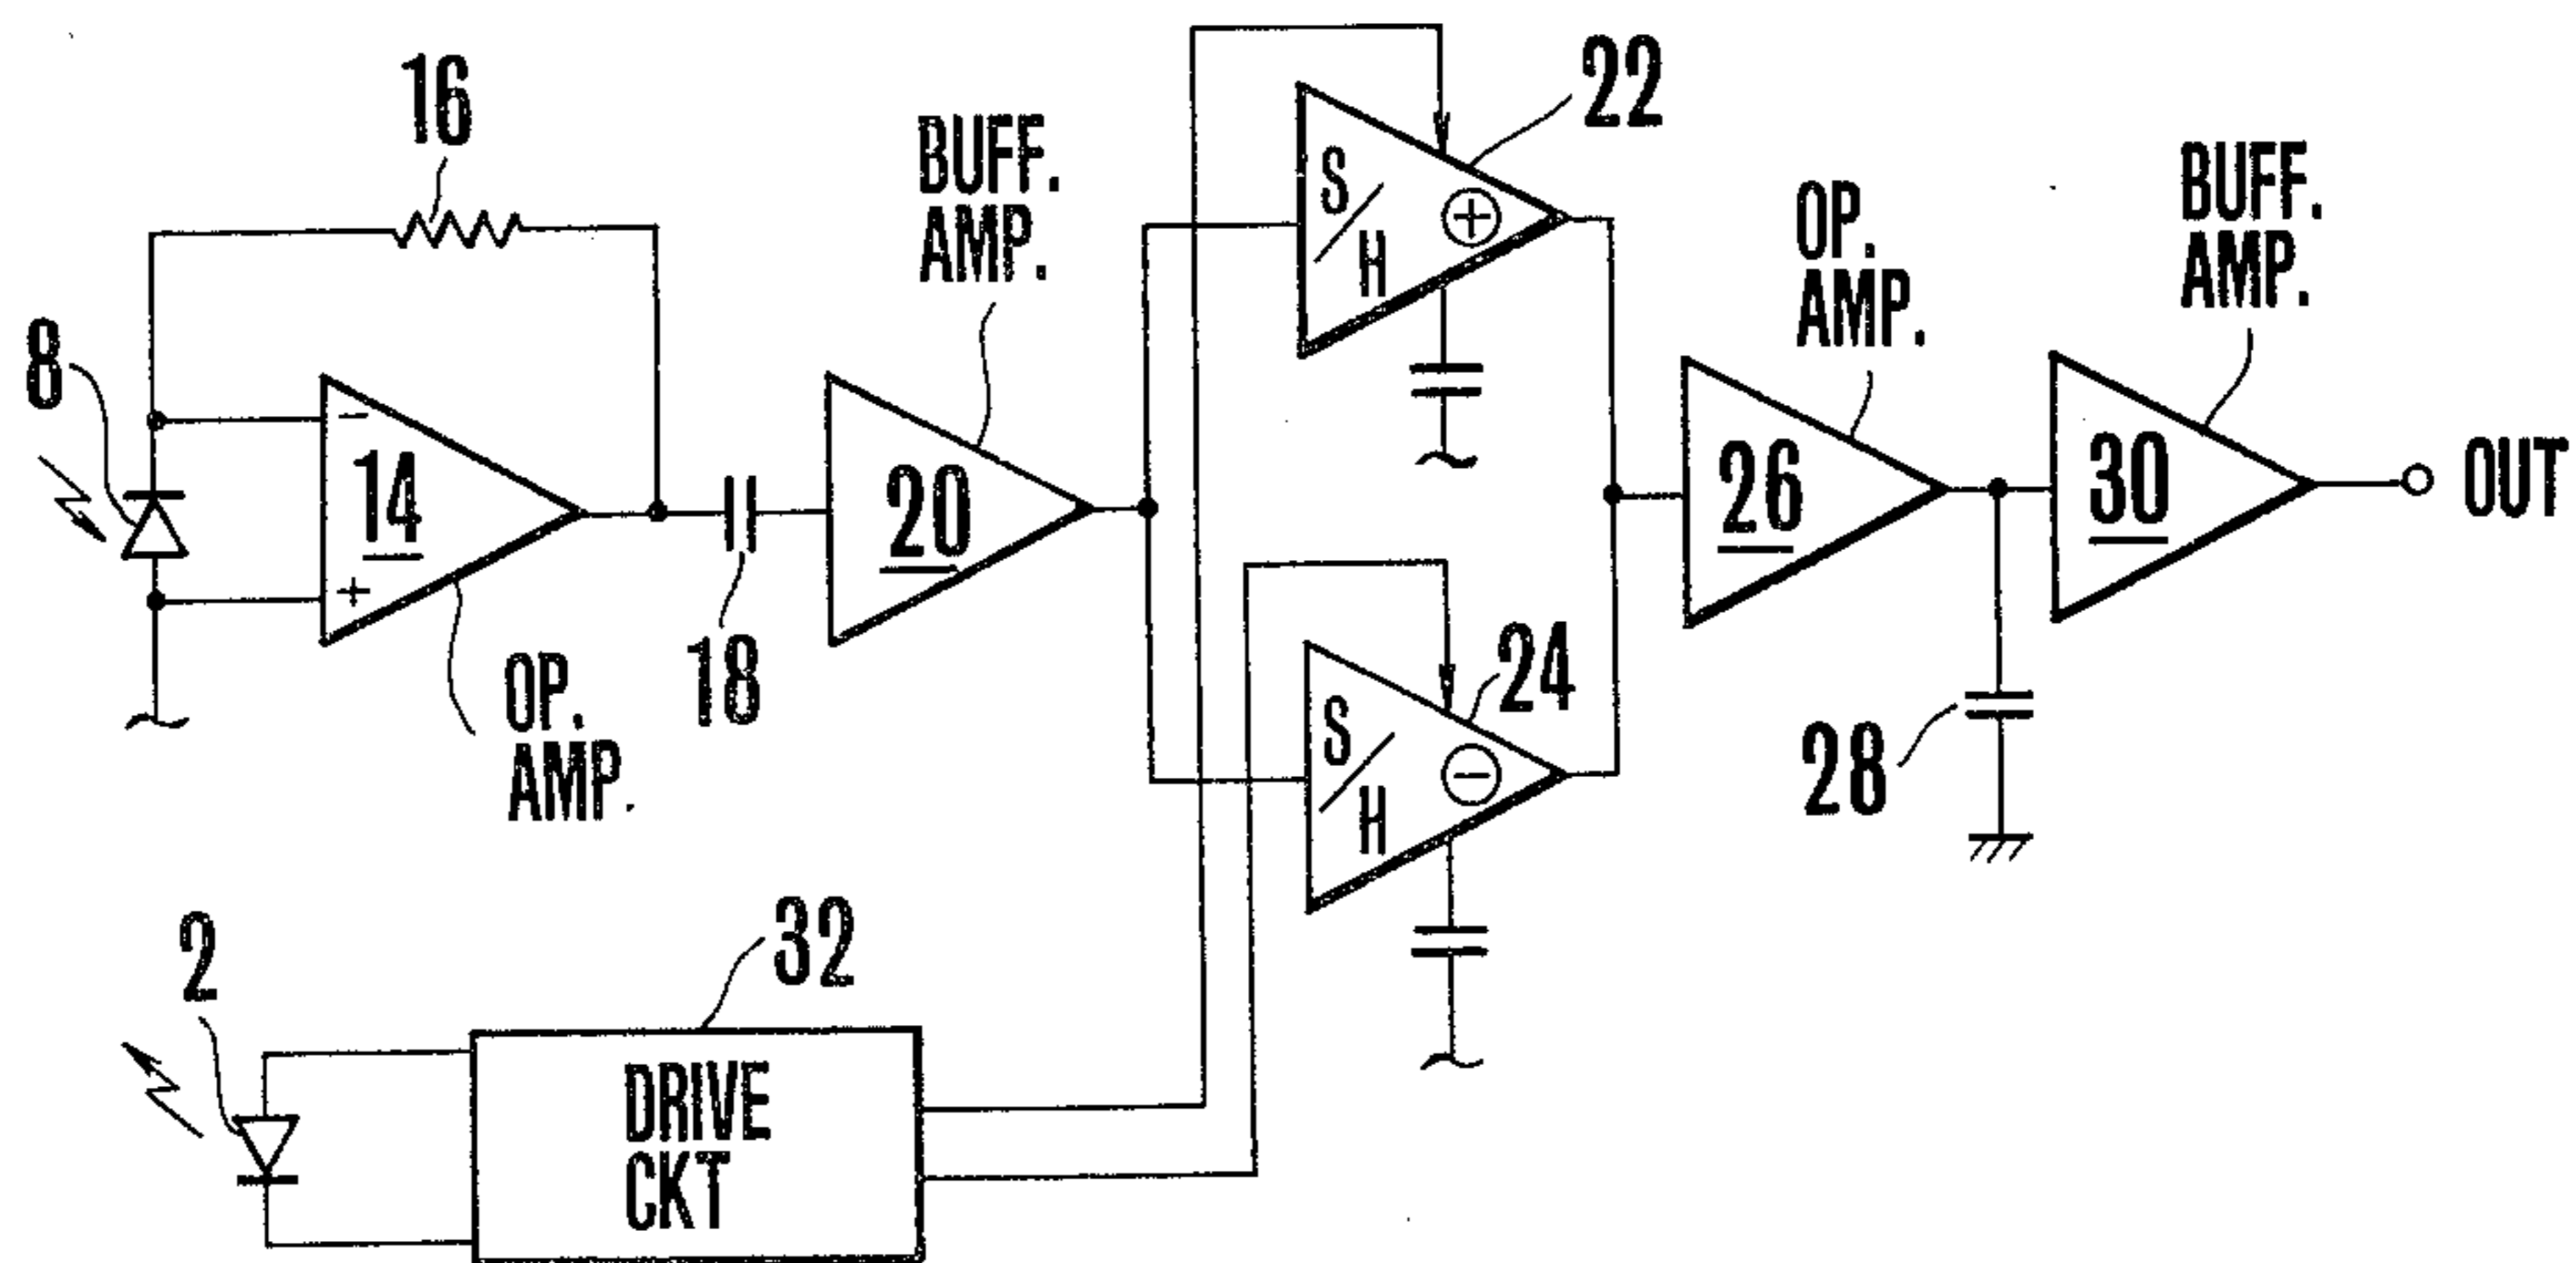 16
8
−
14
+
OP.
AMP.
18
BUFF.
AMP.
20
22
S/H
+
24
S/H
−
OP.
AMP.
26
28
BUFF.
AMP.
30
OUT
2
32
DRIVE
CKT